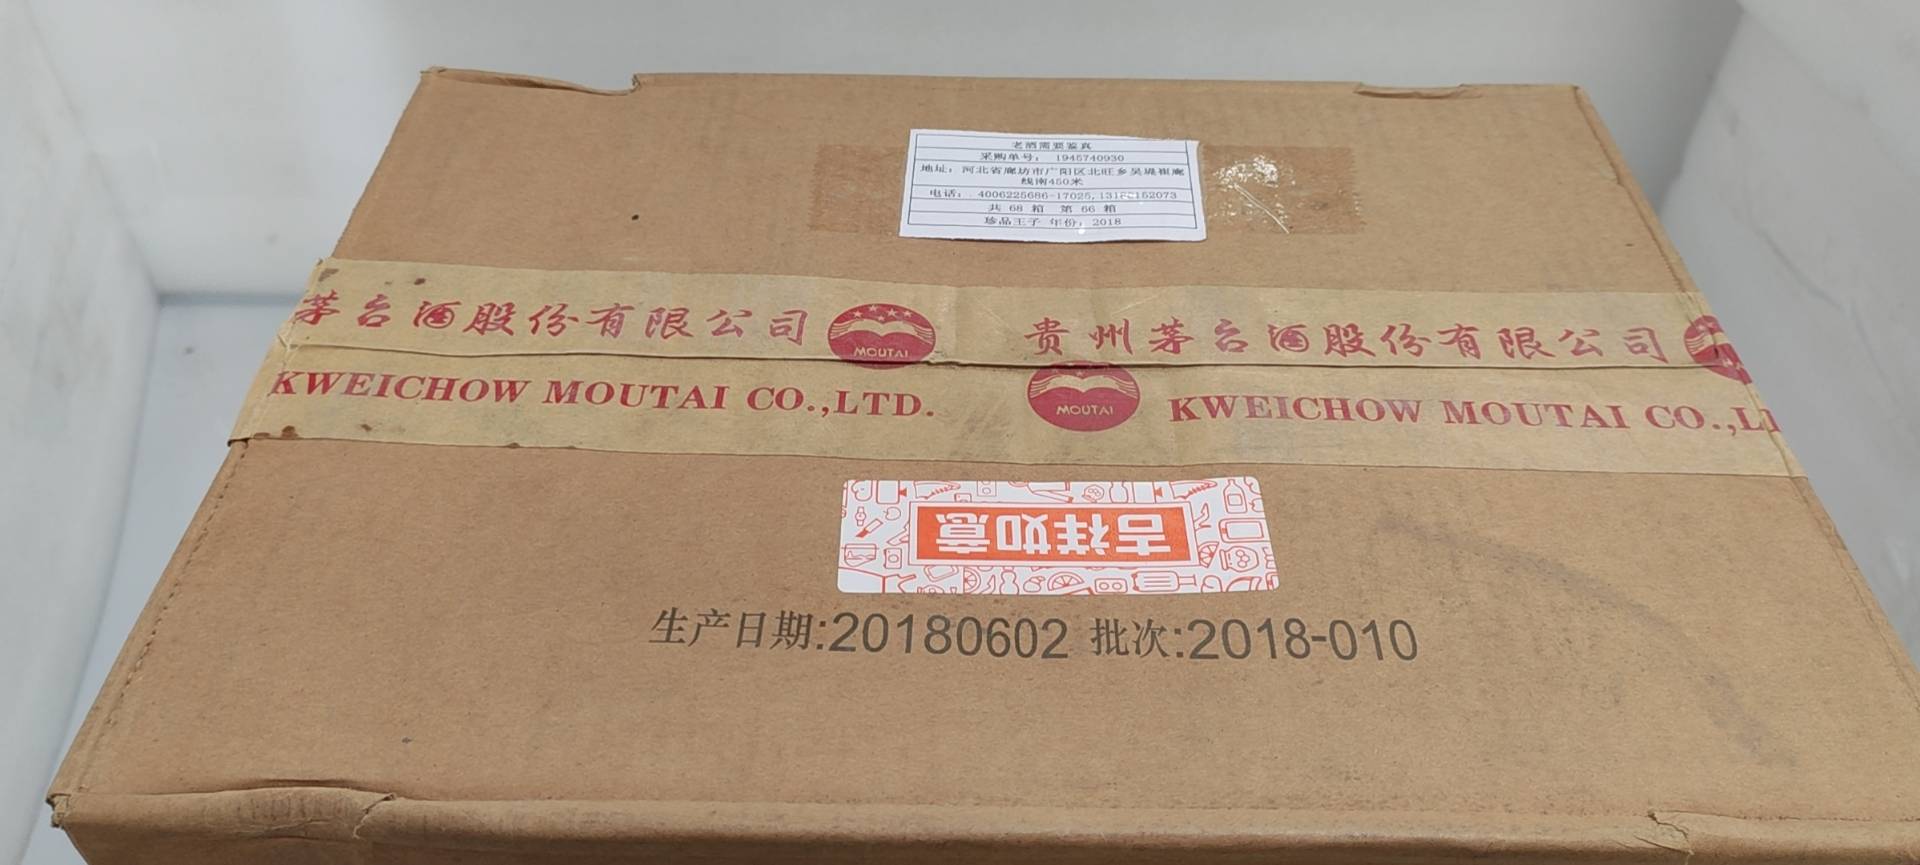 老酒需要鉴真
采购单号： 1945740930
地址：河北省廊坊市广阳区北旺乡吴堤崔廊
线南450米
电话： 4006225686-17025,
共 68 箱 第 66 箱
珍品王子 年份：2018
茅台酒股份有限公司 MOUTAI 贵州茅台酒股份有限公司
KWEICHOW MOUTAI CO.,LTD. MOUTAI KWEICHOW MOUTAI CO.,
吉祥如意
生产日期:20180602 批次:2018-010